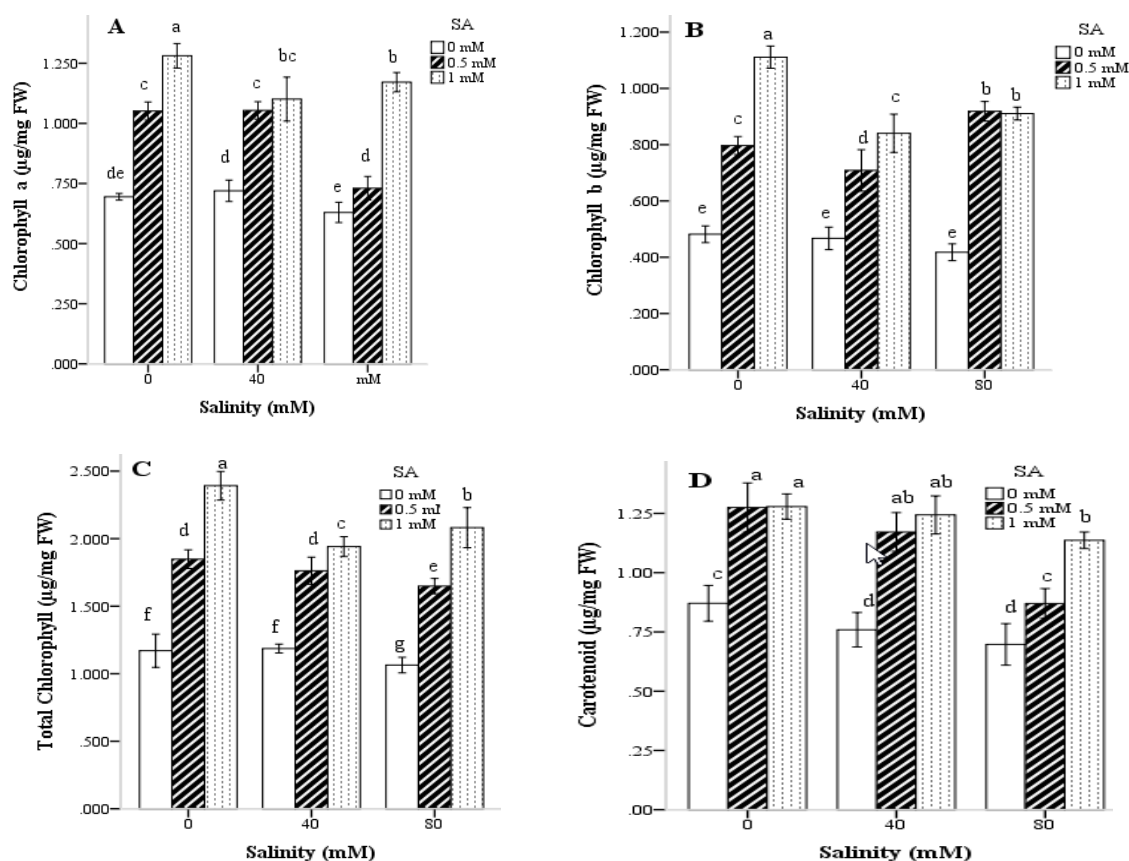 A
SA
0 mM
0.5 mM
1 mM
Chlorophyll a (µg/mg FW)
1.250
1.000
.750
.500
.250
.000
de
c
a
d
c
bc
e
d
b
0
40
mM
Salinity (mM)
B
SA
0 mM
0.5 mM
1 mM
Chlorophyll b (µg/mg FW)
1.200
1.000
.800
.600
.400
.200
.000
e
c
a
e
d
c
e
b
b
0
40
80
Salinity (mM)
C
SA
0 mM
0.5 mM
1 mM
Total Chlorophyll (µg/mg FW)
2.500
2.000
1.500
1.000
.500
.000
f
d
a
f
d
c
g
e
b
0
40
80
Salinity (mM)
D
SA
0 mM
0.5 mM
1 mM
Carotenoid (µg/mg FW)
1.25
1.00
.75
.50
.25
.00
c
a
a
d
ab
ab
d
c
b
0
40
80
Salinity (mM)